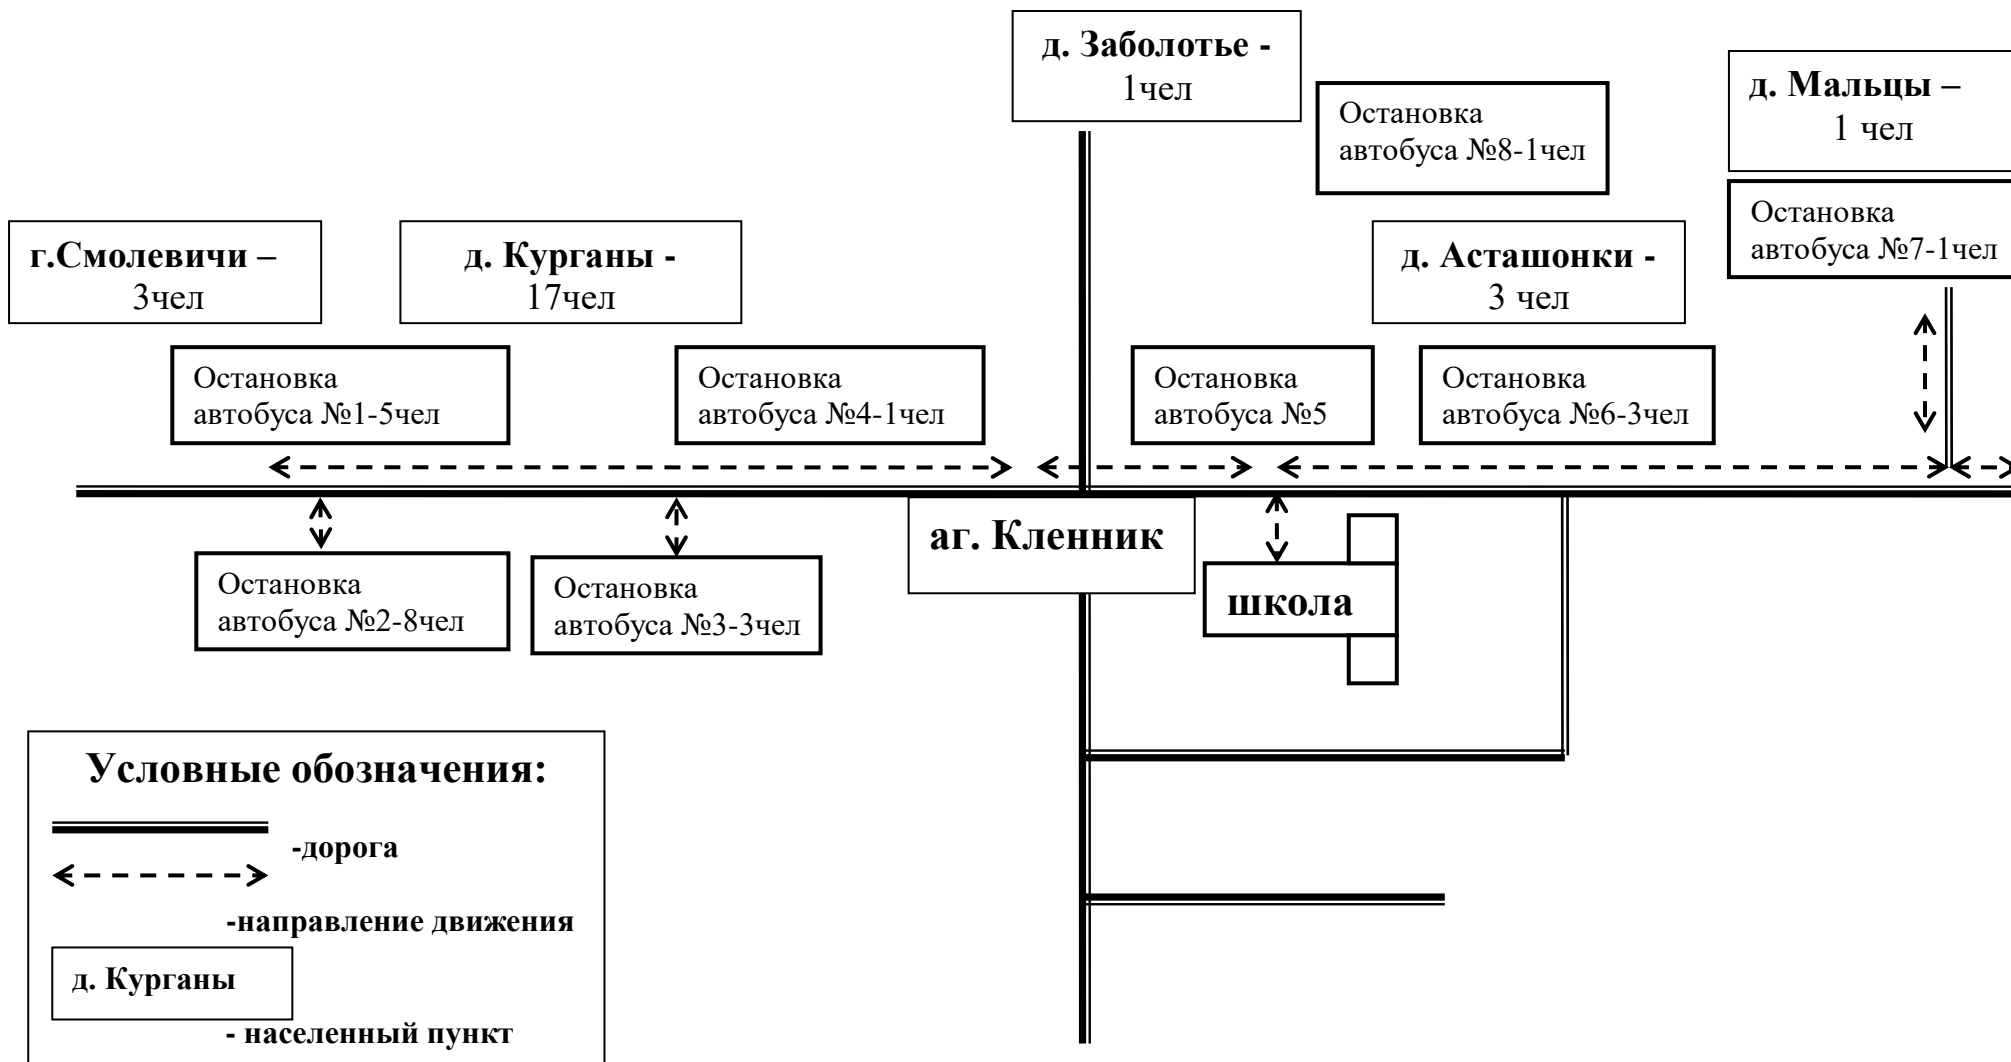 д. Заболотье -
1чел
Остановка
автобуса №8-1чел
д. Мальцы –
1 чел
Остановка
автобуса №7-1чел
г.Смолевичи –
3чел
д. Курганы -
17чел
д. Асташонки -
3 чел
Остановка
автобуса №1-5чел
Остановка
автобуса №4-1чел
Остановка
автобуса №5
Остановка
автобуса №6-3чел
аг. Кленник
Остановка
автобуса №2-8чел
Остановка
автобуса №3-3чел
школа
Условные обозначения:
-дорога
-направление движения
д. Курганы
- населенный пункт